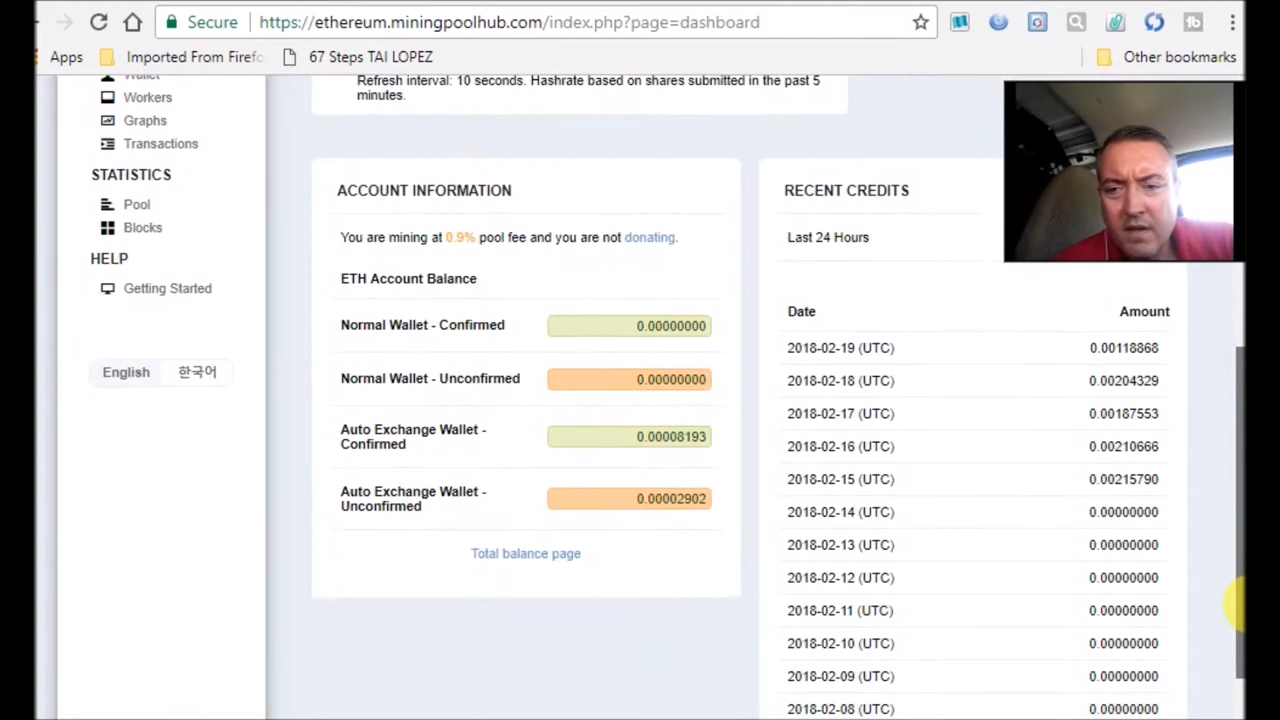 Secure
https://ethereum.miningpoolhub.com/index.php?page=dashboard
Apps
Imported From Firefo
67 Steps TAI LOPEZ
Other bookmarks
Wallet
Workers
Graphs
Transactions
STATISTICS
Pool
Blocks
HELP
Getting Started
English
한국어
Refresh interval: 10 seconds. Hashrate based on shares submitted in the past 5
minutes.
ACCOUNT INFORMATION
You are mining at 0.9% pool fee and you are not donating.
ETH Account Balance
Normal Wallet - Confirmed 0.00000000
Normal Wallet - Unconfirmed 0.00000000
Auto Exchange Wallet -
Confirmed
0.00008193
Auto Exchange Wallet -
Unconfirmed
0.00002902
Total balance page
RECENT CREDITS
Last 24 Hours
Date Amount
2018-02-19 (UTC) 0.00118868
2018-02-18 (UTC) 0.00204329
2018-02-17 (UTC) 0.00187553
2018-02-16 (UTC) 0.00210666
2018-02-15 (UTC) 0.00215790
2018-02-14 (UTC) 0.00000000
2018-02-13 (UTC) 0.00000000
2018-02-12 (UTC) 0.00000000
2018-02-11 (UTC) 0.00000000
2018-02-10 (UTC) 0.00000000
2018-02-09 (UTC) 0.00000000
2018-02-08 (UTC) 0.00000000